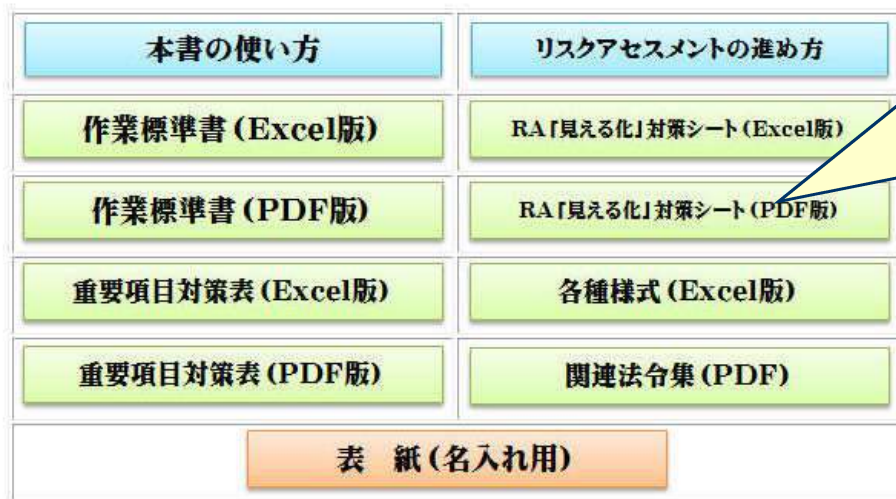 本書の使い方
リスクアセスメントの進め方
作業標準書(Excel版)
RA「見える化」対策シート(Excel版)
作業標準書(PDF版)
RA「見える化」対策シート(PDF版)
重要項目対策表(Excel版)
各種様式(Excel版)
重要項目対策表(PDF版)
関連法令集(PDF)
表　紙(名入れ用)